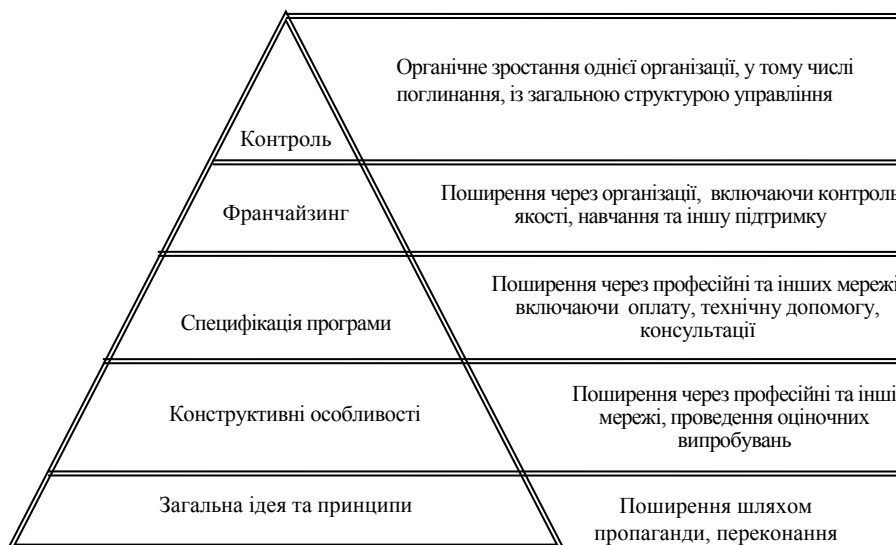 Органічне зростання однієї організації, у тому числі
поглинання, із загальною структурою управління
Контроль
Поширення через організації, включаючи контроль
якості, навчання та іншу підтримку
Франчайзинг
Поширення через професійні та інших мережі
включаючи оплату, технічну допомогу,
консультації
Специфікація програми
Поширення через професійні та інші
мережі, проведення оціночних
випробувань
Конструктивні особливості
Загальна ідея та принципи
Поширення шляхом
пропаганди, переконання